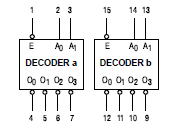 1 2 3 15 14 13
E A0 A1 E A0 A1
DECODER a DECODER b
O0 O1 O2 O3 O0 O1 O2 O3
4 5 6 7 12 11 10 9